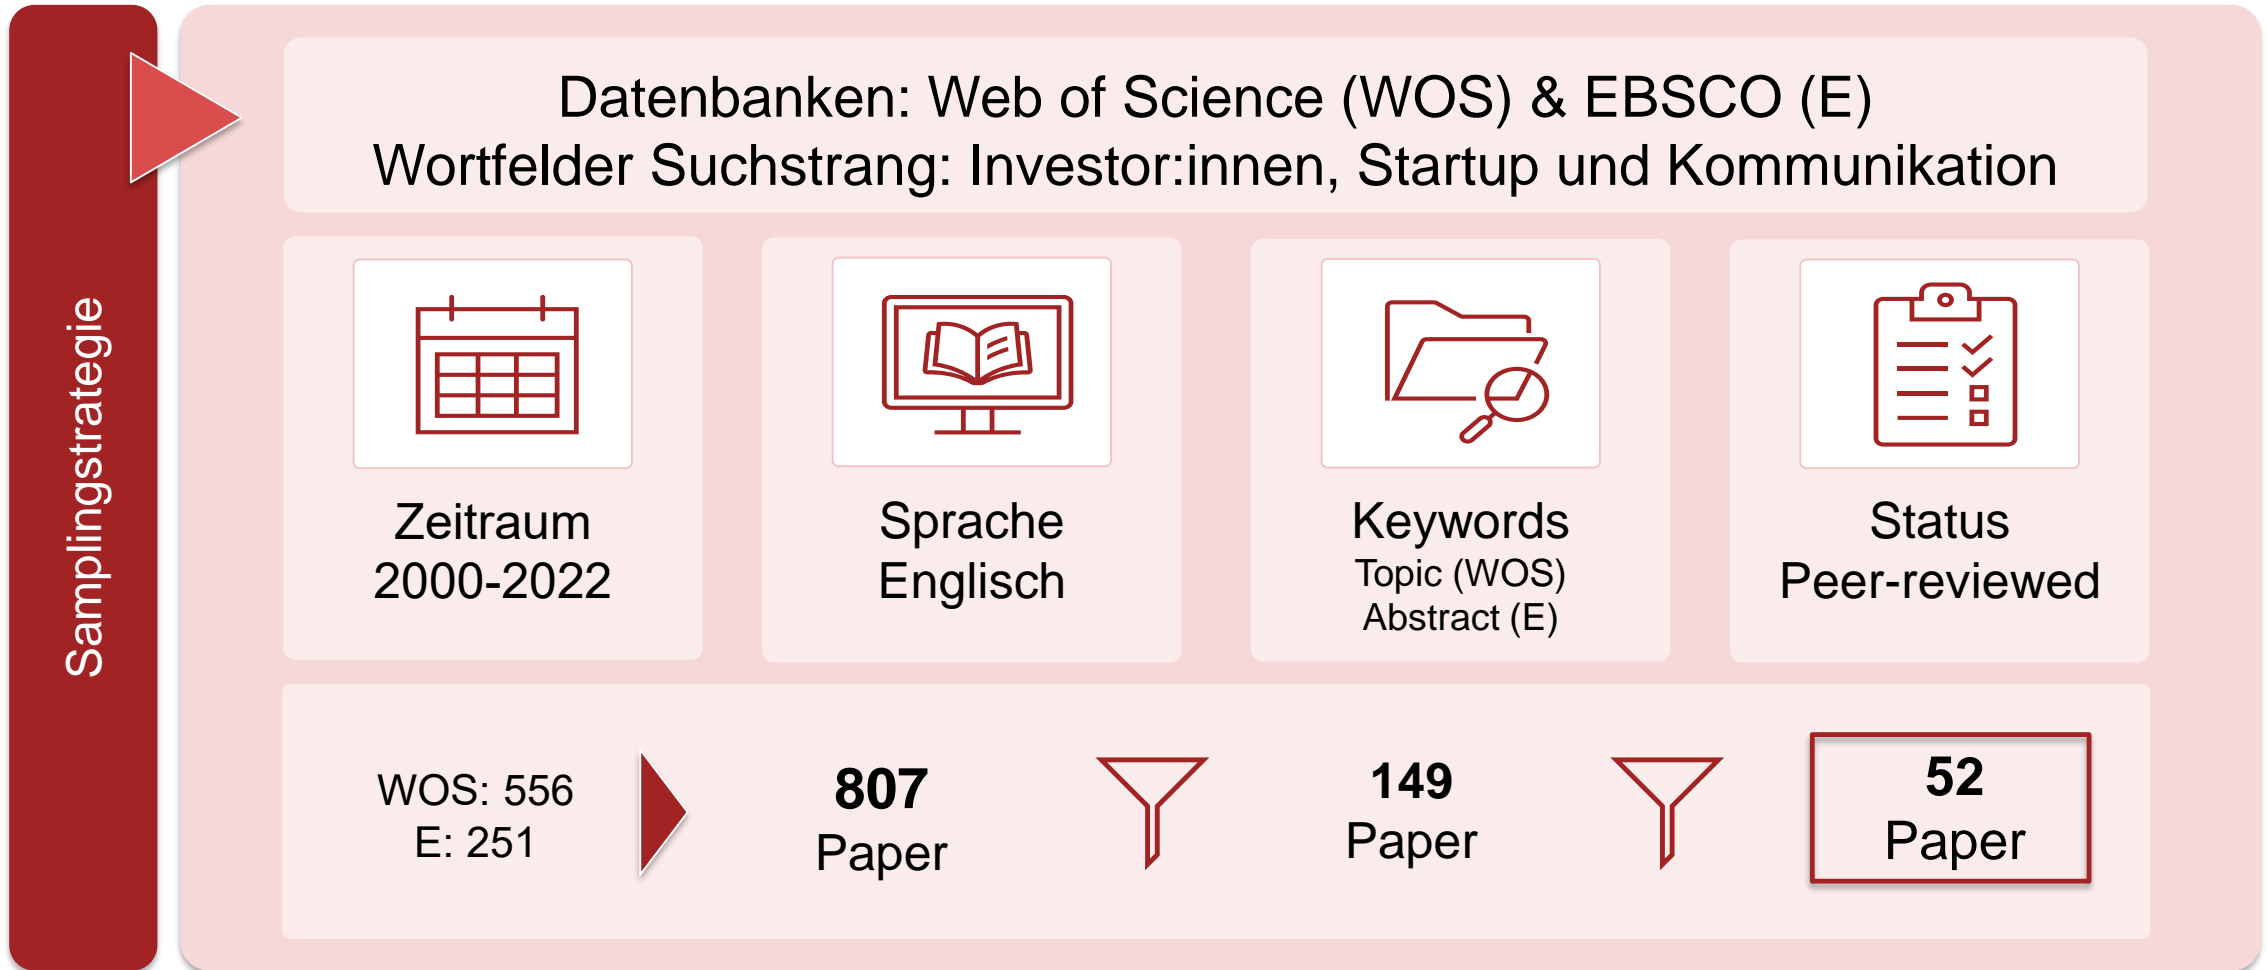 Samplingstrategie
Datenbanken: Web of Science (WOS) & EBSCO (E)
Wortfelder Suchstrang: Investor:innen, Startup und Kommunikation
Zeitraum
2000-2022
Sprache
Englisch
Keywords
Topic (WOS)
Abstract (E)
Status
Peer-reviewed
WOS: 556
E: 251
807
Paper
149
Paper
52
Paper